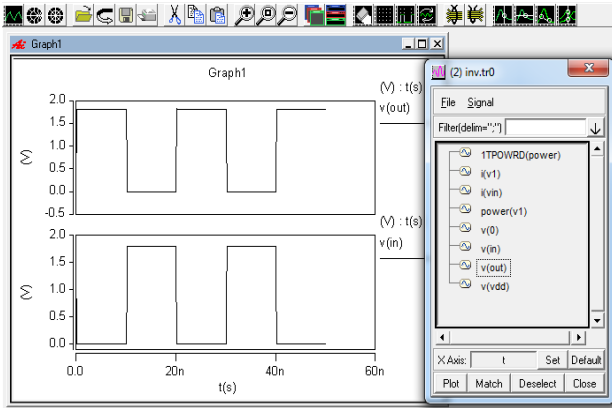 Graph1
Graph1
(V) : t(s)
v(out)
2.0
1.5
1.0
0.5
0.0
-0.5
(V)
(V) : t(s)
v(in)
2.0
1.5
1.0
0.5
0.0
(V)
0.0 20n 40n 60n
t(s)
(2) inv.tr0
File Signal
Filter(delim=";")
1TPOWRD(power)
i(v1)
i(vin)
power(v1)
v(0)
v(in)
v(out)
v(vdd)
X Axis: t Set Default
Plot Match Deselect Close